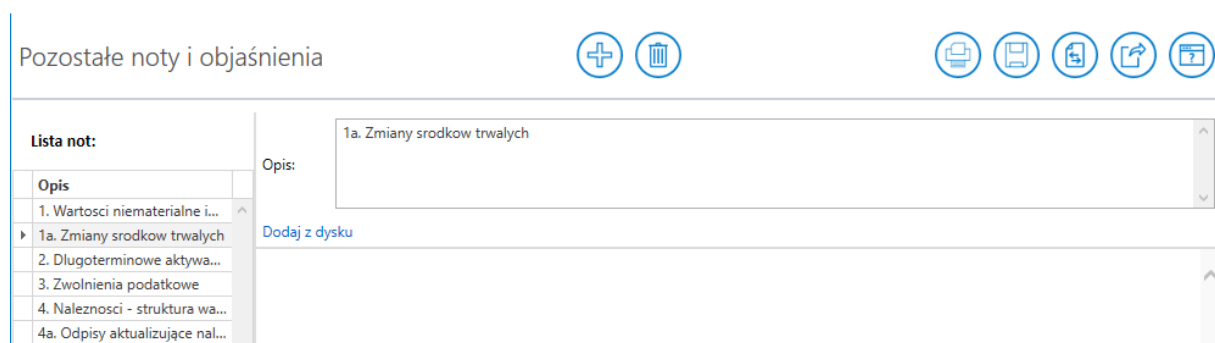 Pozostałe noty i objaśnienia
Lista not:
Opis
1. Wartosci niematerialne i...
1a. Zmiany srodkow trwalych
2. Dlugoterminowe aktywa...
3. Zwolnienia podatkowe
4. Naleznosci - struktura wa...
4a. Odpisy aktualizujące nal...
Opis:
1a. Zmiany srodkow trwalych
Dodaj z dysku